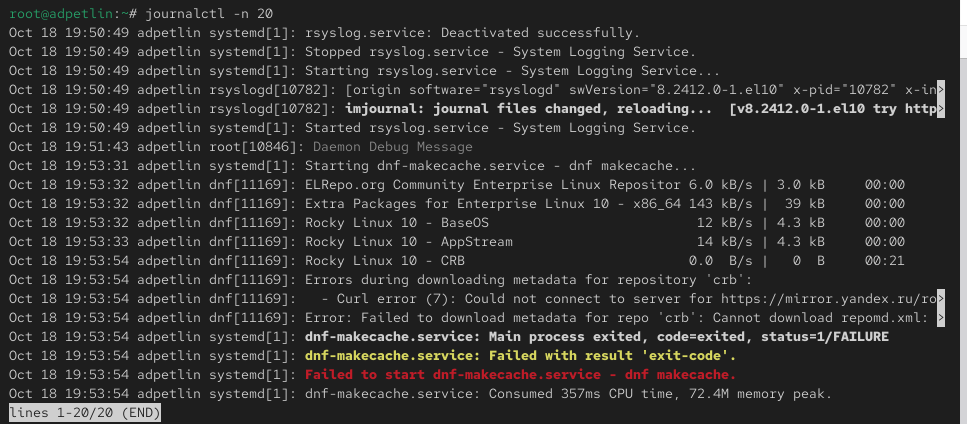 root@adpetlin:~# journalctl -n 20
Oct 18 19:50:49 adpetlin systemd[1]: rsyslog.service: Deactivated successfully.
Oct 18 19:50:49 adpetlin systemd[1]: Stopped rsyslog.service - System Logging Service.
Oct 18 19:50:49 adpetlin systemd[1]: Starting rsyslog.service - System Logging Service...
Oct 18 19:50:49 adpetlin rsyslogd[10782]: [origin software="rsyslogd" swVersion="8.2412.0-1.el10" x-pid="10782" x-in>
Oct 18 19:50:49 adpetlin rsyslogd[10782]: imjournal: journal files changed, reloading...  [v8.2412.0-1.el10 try http>
Oct 18 19:50:49 adpetlin systemd[1]: Started rsyslog.service - System Logging Service.
Oct 18 19:51:43 adpetlin root[10846]: Daemon Debug Message
Oct 18 19:53:31 adpetlin systemd[1]: Starting dnf-makecache.service - dnf makecache...
Oct 18 19:53:32 adpetlin dnf[11169]: ELRepo.org Community Enterprise Linux Repositor 6.0 kB/s | 3.0 kB     00:00
Oct 18 19:53:32 adpetlin dnf[11169]: Extra Packages for Enterprise Linux 10 - x86_64 143 kB/s |  39 kB     00:00
Oct 18 19:53:32 adpetlin dnf[11169]: Rocky Linux 10 - BaseOS                          12 kB/s | 4.3 kB     00:00
Oct 18 19:53:33 adpetlin dnf[11169]: Rocky Linux 10 - AppStream                       14 kB/s | 4.3 kB     00:00
Oct 18 19:53:54 adpetlin dnf[11169]: Rocky Linux 10 - CRB                            0.0  B/s |   0  B     00:21
Oct 18 19:53:54 adpetlin dnf[11169]: Errors during downloading metadata for repository 'crb':
Oct 18 19:53:54 adpetlin dnf[11169]:   - Curl error (7): Could not connect to server for https://mirror.yandex.ru/ro>
Oct 18 19:53:54 adpetlin dnf[11169]: Error: Failed to download metadata for repo 'crb': Cannot download repomd.xml: >
Oct 18 19:53:54 adpetlin systemd[1]: dnf-makecache.service: Main process exited, code=exited, status=1/FAILURE
Oct 18 19:53:54 adpetlin systemd[1]: dnf-makecache.service: Failed with result 'exit-code'.
Oct 18 19:53:54 adpetlin systemd[1]: Failed to start dnf-makecache.service - dnf makecache.
Oct 18 19:53:54 adpetlin systemd[1]: dnf-makecache.service: Consumed 357ms CPU time, 72.4M memory peak.
lines 1-20/20 (END)